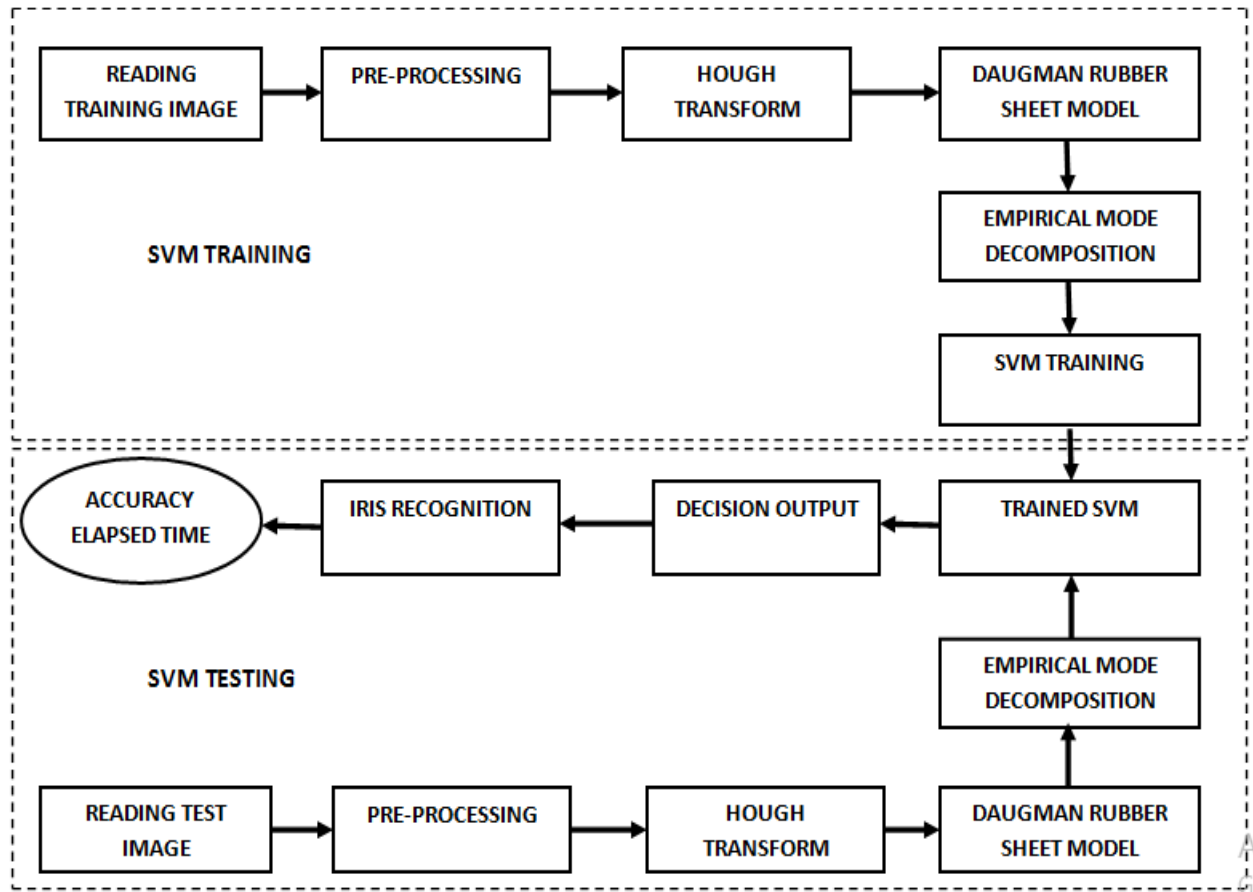 READING
TRAINING IMAGE
PRE-PROCESSING
HOUGH
TRANSFORM
DAUGMAN RUBBER
SHEET MODEL
EMPIRICAL MODE
DECOMPOSITION
SVM TRAINING
SVM TRAINING
ACCURACY
ELAPSED TIME
IRIS RECOGNITION
DECISION OUTPUT
TRAINED SVM
EMPIRICAL MODE
DECOMPOSITION
SVM TESTING
READING TEST
IMAGE
PRE-PROCESSING
HOUGH
TRANSFORM
DAUGMAN RUBBER
SHEET MODEL